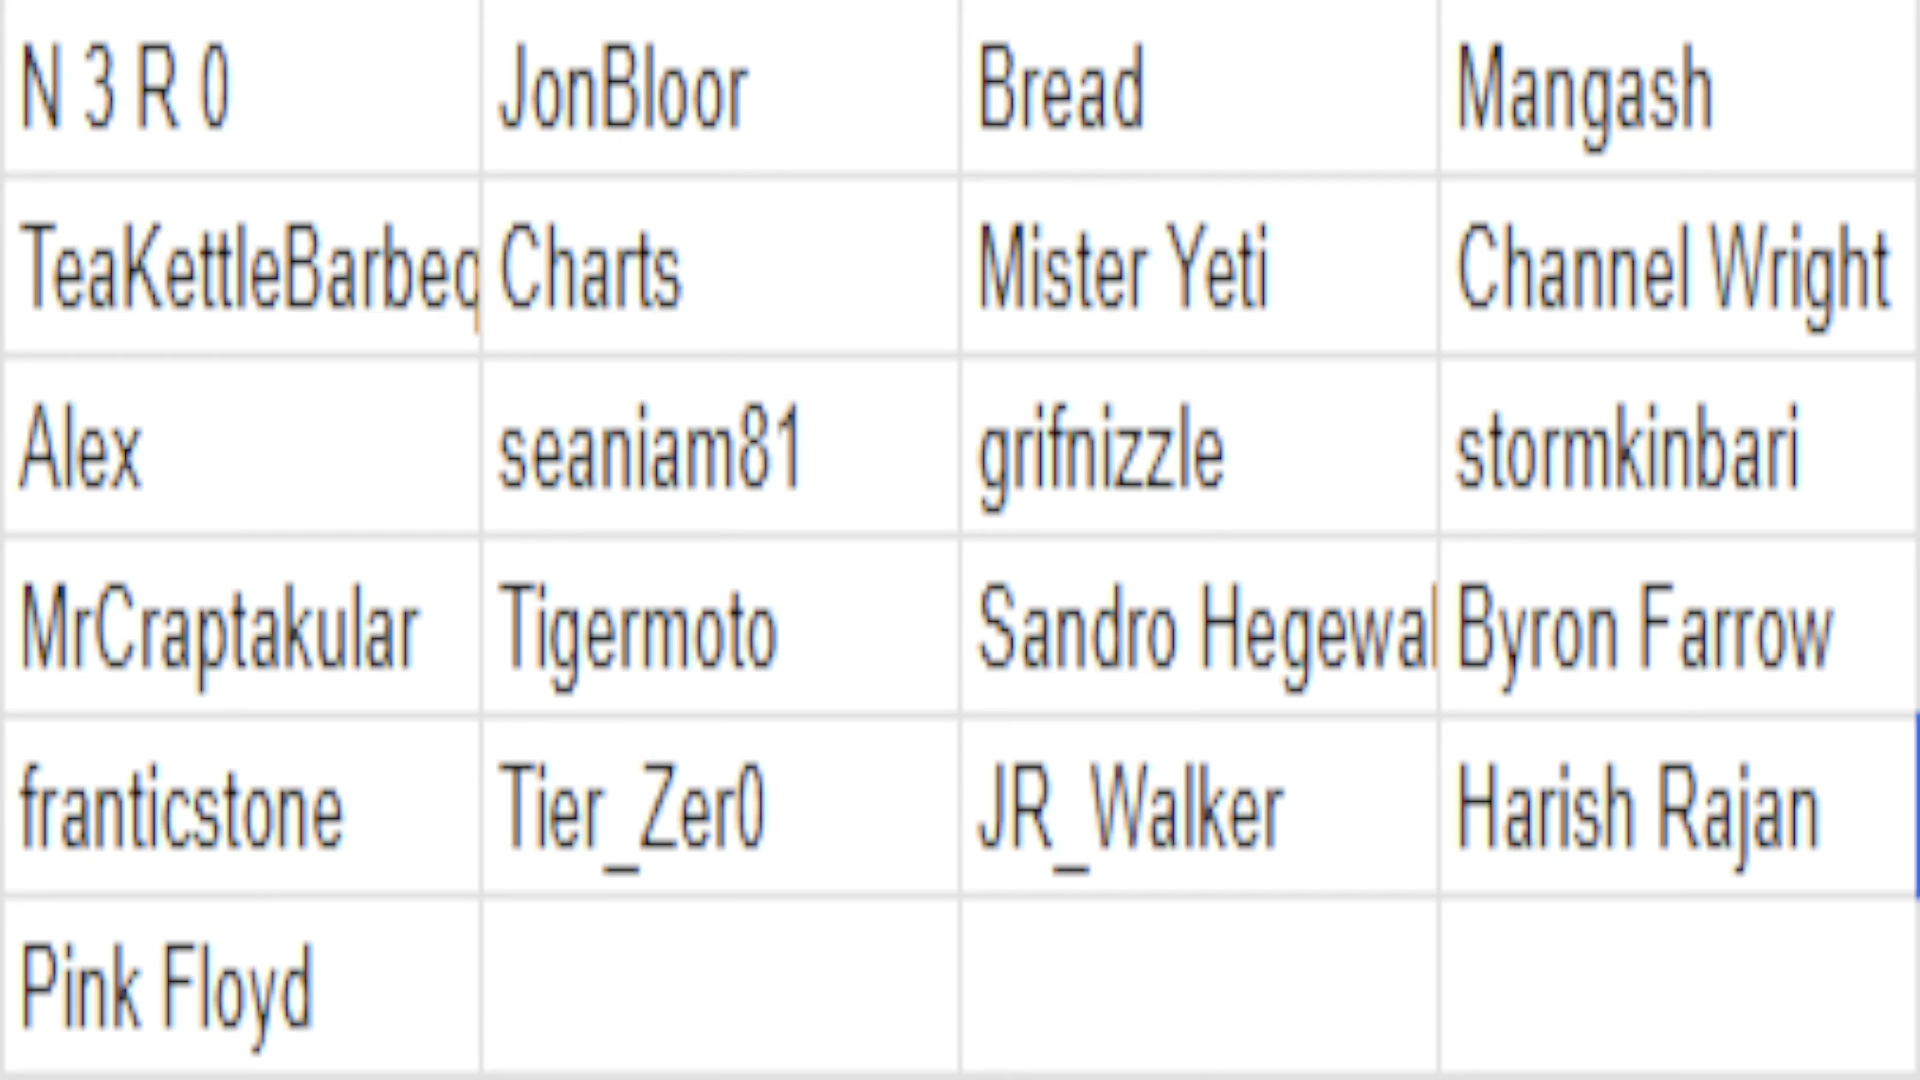 N 3 R 0 JonBloor Bread Mangash
TeaKettleBarbeq Charts Mister Yeti Channel Wright
Alex seaniam81 grifnizzle stormkinbari
MrCraptakular Tigermoto Sandro Hegewal Byron Farrow
franticstone Tier_Zer0 JR_Walker Harish Rajan
Pink Floyd